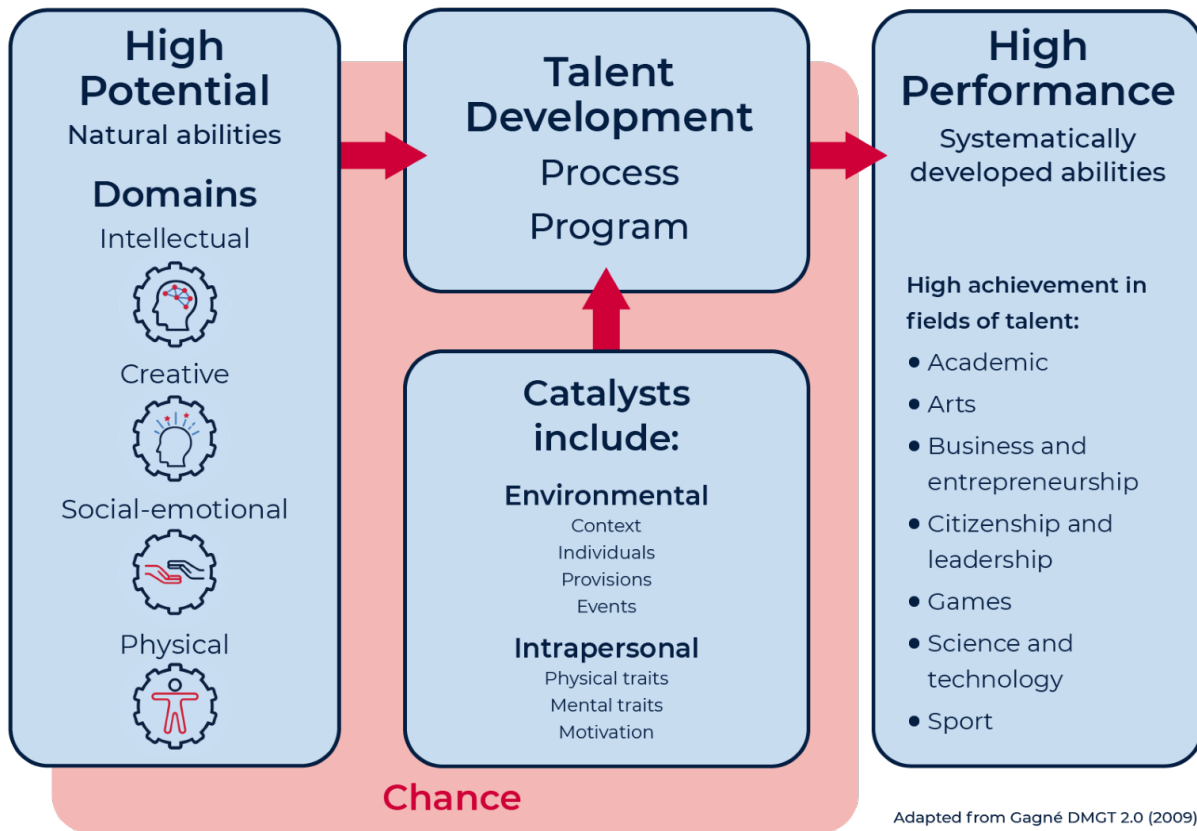 High
Potential
Natural abilities
Domains
Intellectual
Creative
Social-emotional
Physical
Talent
Development
Process
Program
Catalysts
include:
Environmental
Context
Individuals
Provisions
Events
Intrapersonal
Physical traits
Mental traits
Motivation
Chance
High
Performance
Systematically
developed abilities
High achievement in
fields of talent:
• Academic
• Arts
• Business and
entrepreneurship
• Citizenship and
leadership
• Games
• Science and
technology
• Sport
Adapted from Gagné DMGT 2.0 (2009)